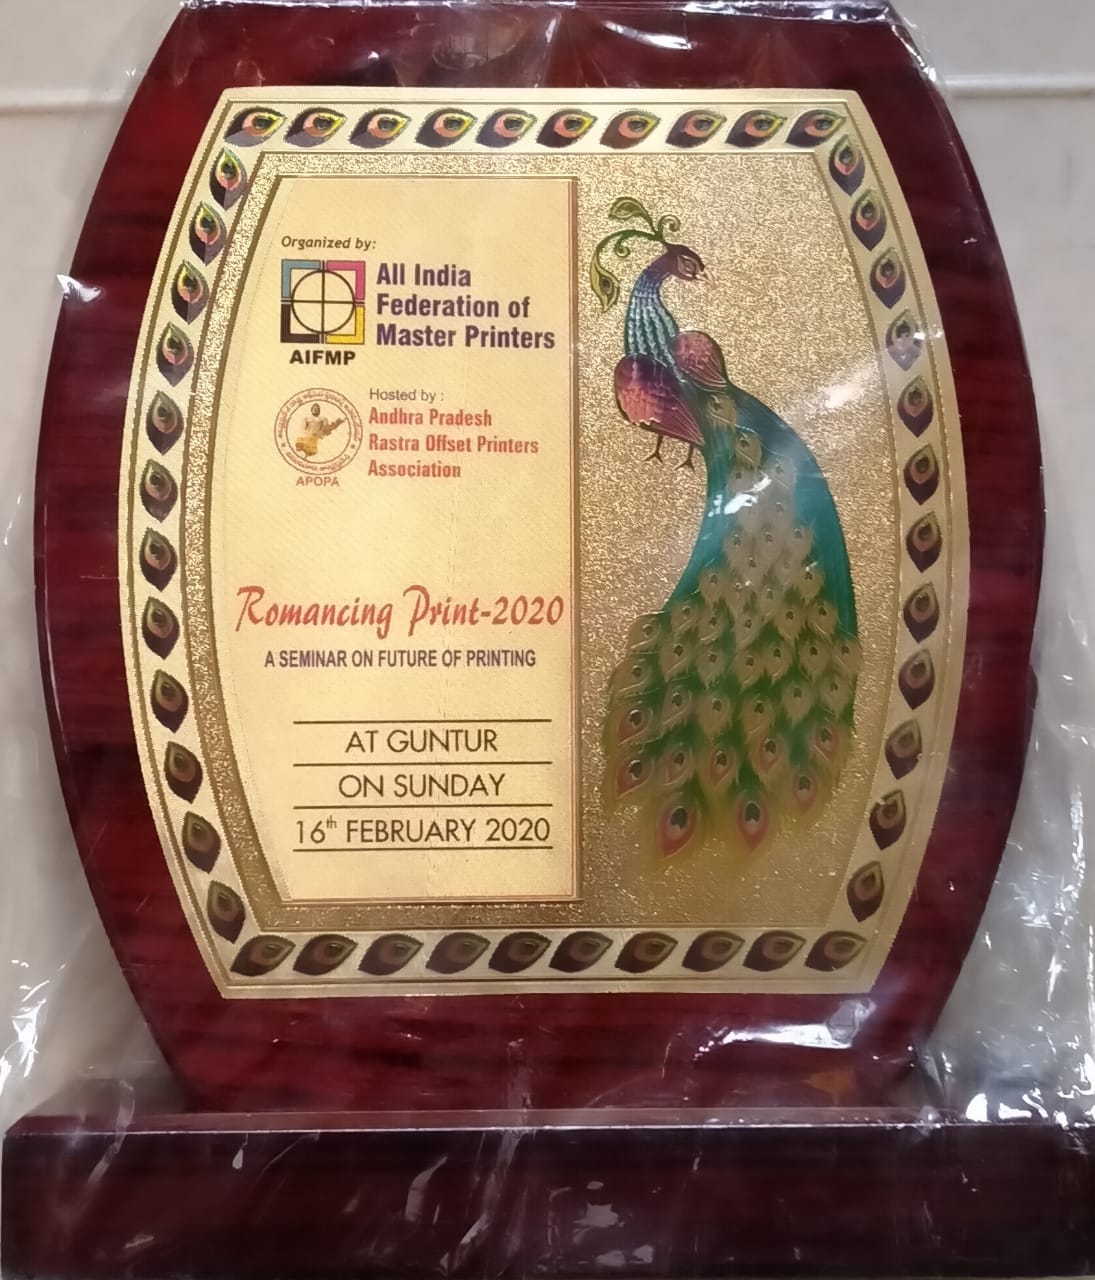 Organized by:
All India
Federation of
Master Printers
AIFMP
Hosted by :
Andhra Pradesh
Rastra Offset Printers
Association
APOPA
Romancing Print-2020
A SEMINAR ON FUTURE OF PRINTING
AT GUNTUR
ON SUNDAY
16th FEBRUARY 2020